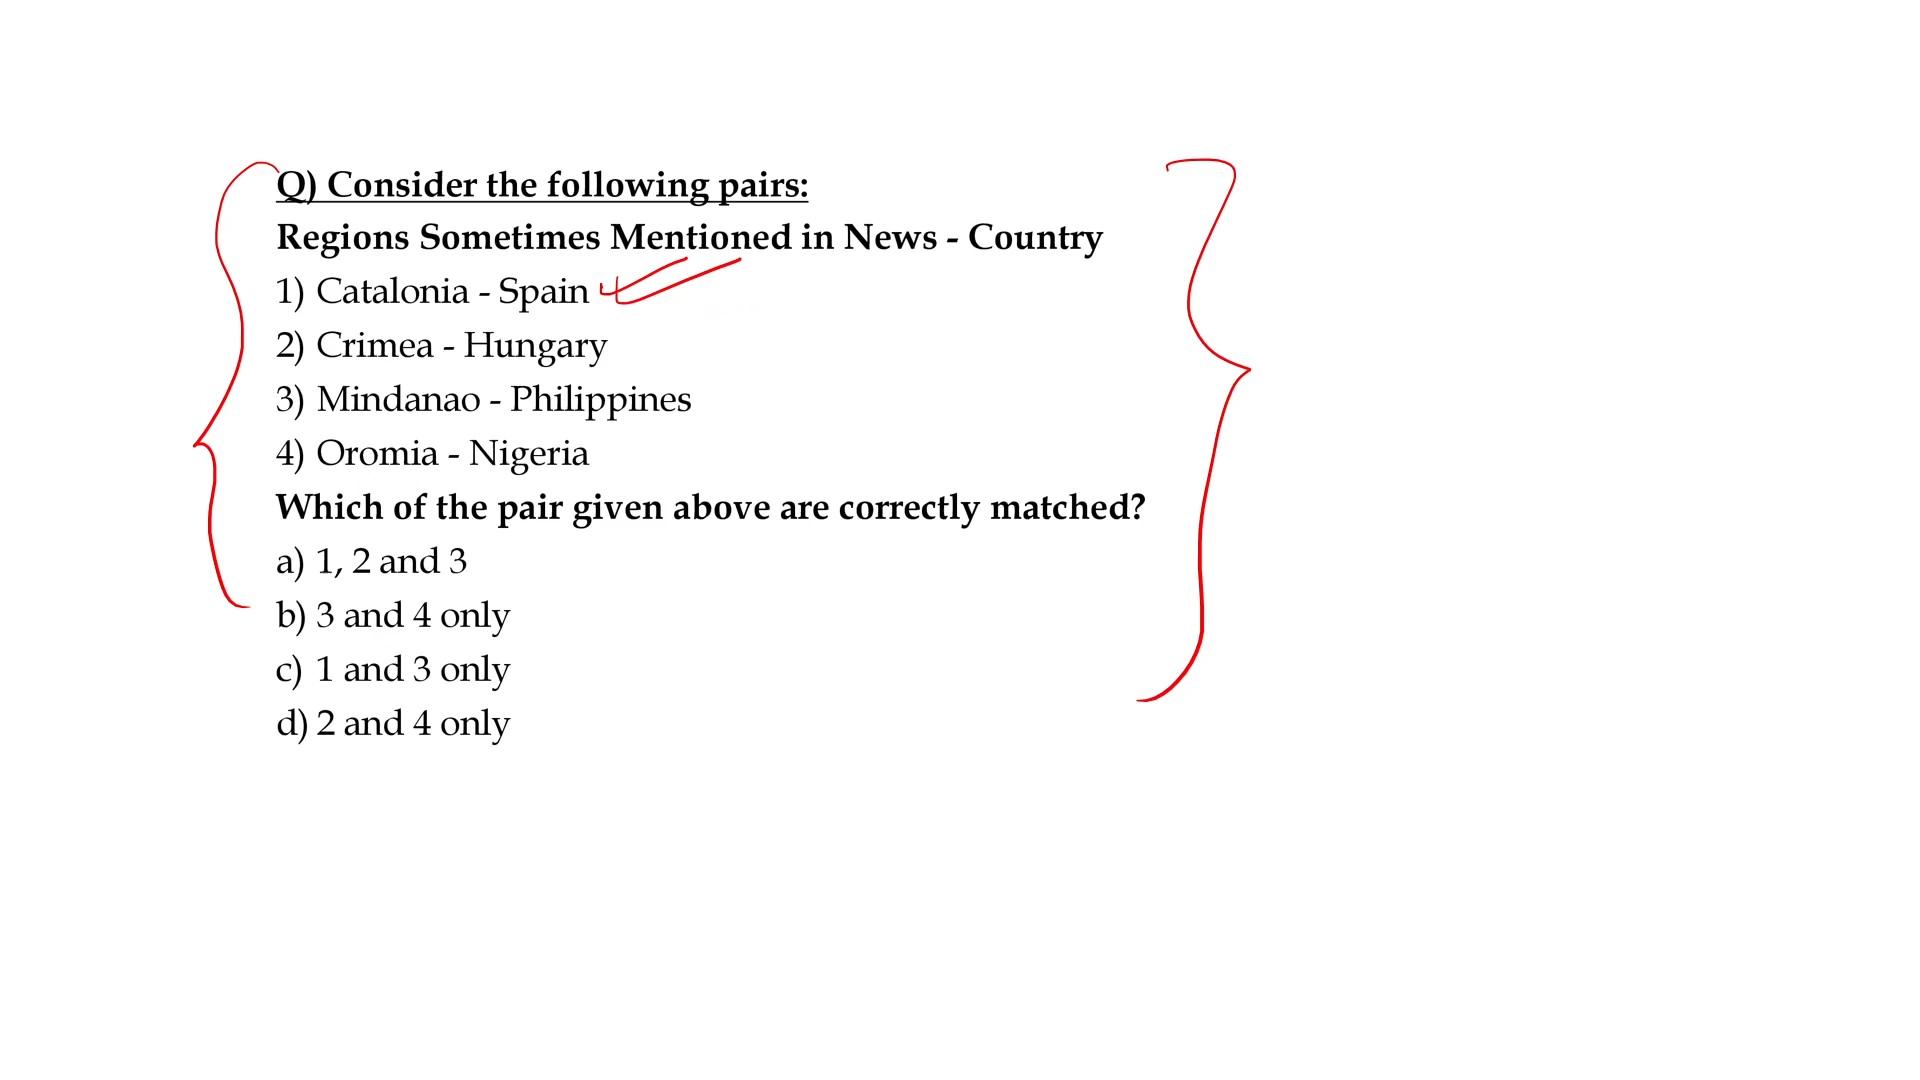 Q) Consider the following pairs:
Regions Sometimes Mentioned in News - Country
1) Catalonia - Spain
2) Crimea - Hungary
3) Mindanao - Philippines
4) Oromia - Nigeria
Which of the pair given above are correctly matched?
a) 1, 2 and 3
b) 3 and 4 only
c) 1 and 3 only
d) 2 and 4 only